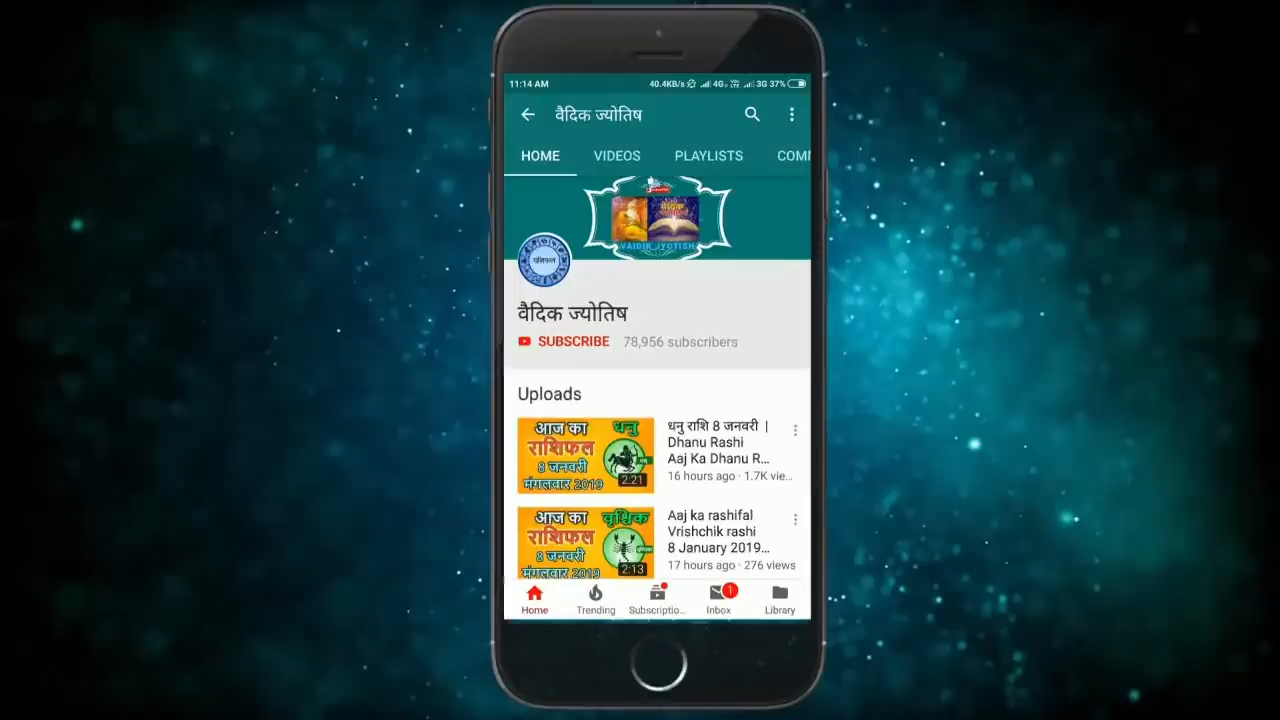 11:14 AM
40.4KB/s 4G 3G 37%
वैदिक ज्योतिष
HOME VIDEOS PLAYLISTS COMM
वैदिक
VAIDIK JYOTISH
राशिफल
वैदिक ज्योतिष
SUBSCRIBE 78,956 subscribers
Uploads
आज का धनु
राशिफल
8 जनवरी
मंगलवार 2019
2:21
धनु राशि 8 जनवरी |
Dhanu Rashi
Aaj Ka Dhanu R...
16 hours ago · 1.7K vie...
आज का वृश्चिक
राशिफल
8 जनवरी
मंगलवार 2019
2:13
Aaj ka rashifal
Vrishchik rashi
8 January 2019...
17 hours ago · 276 views
1
Home Trending Subscriptio... Inbox Library